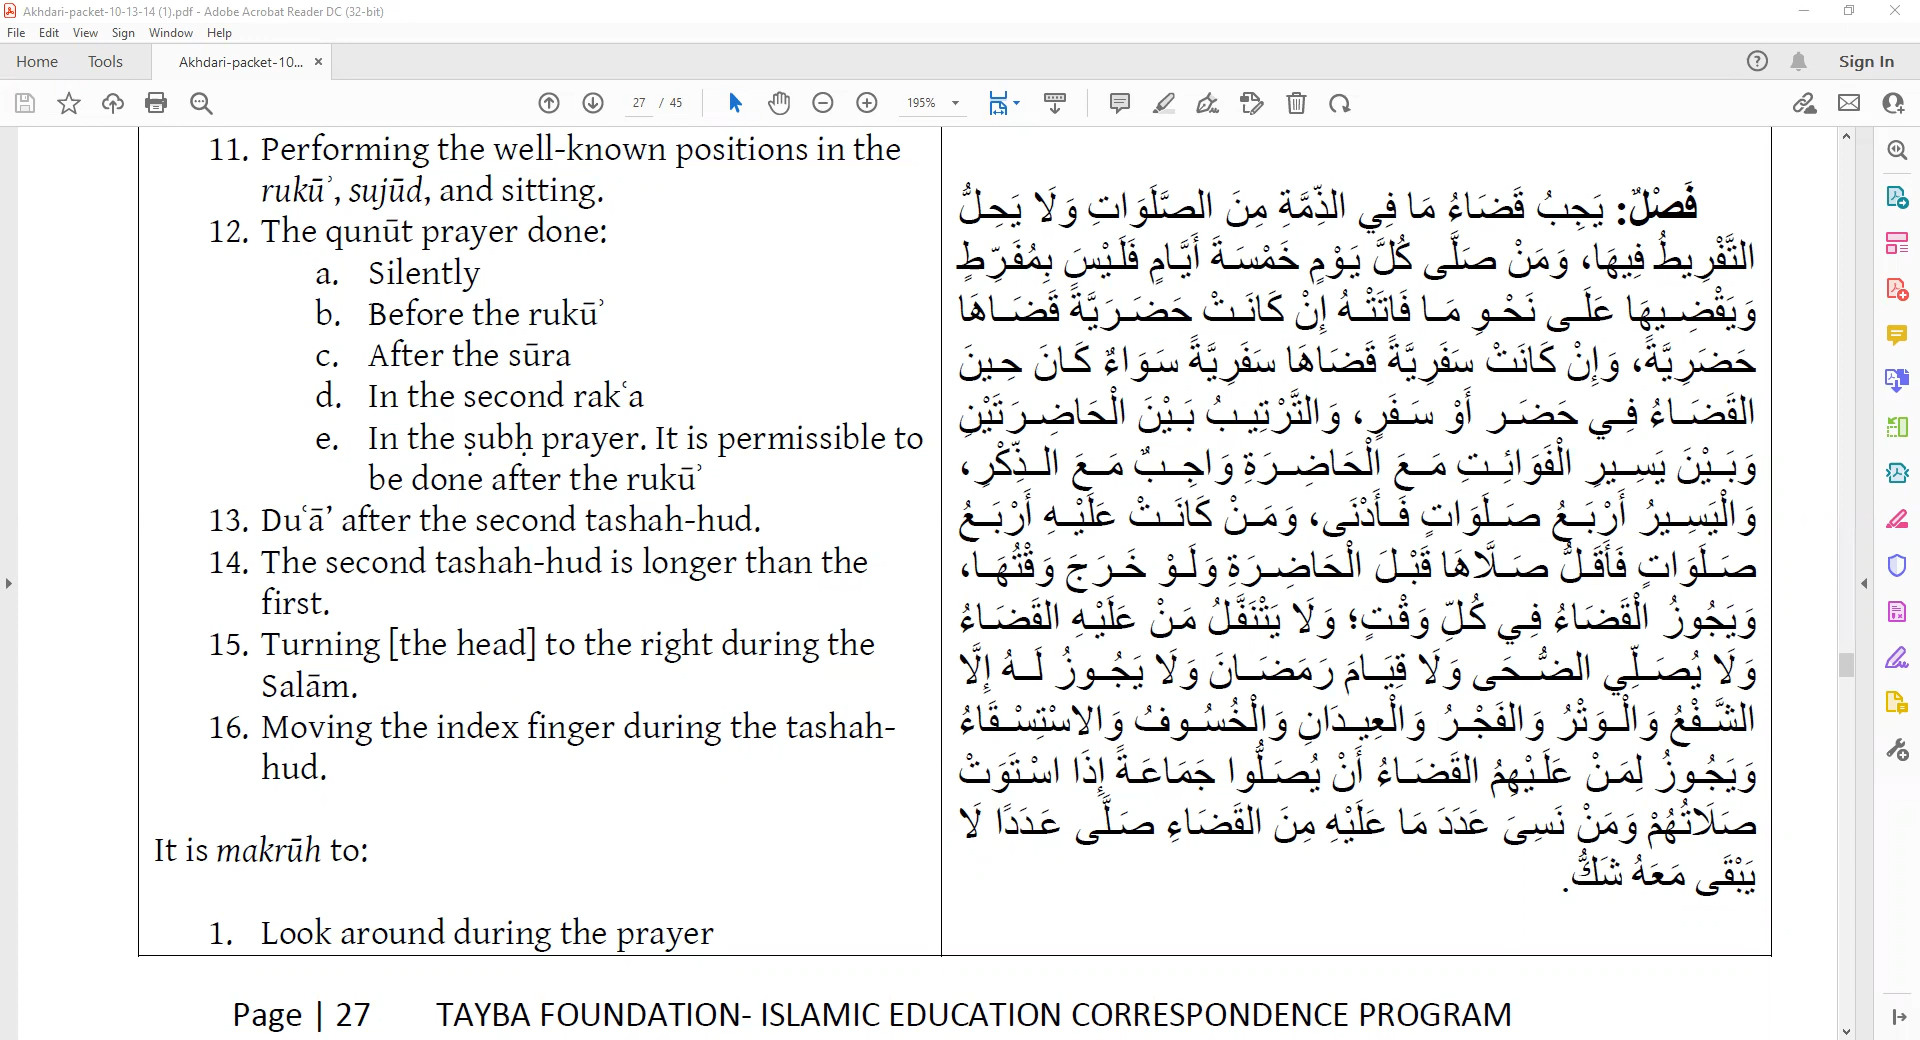 Akhdari-packet-10-13-14 (1).pdf - Adobe Acrobat Reader DC (32-bit)
File Edit View Sign Window Help
Home Tools Akhdari-packet-10... × Sign In
27 / 45 195%
11. Performing the well-known positions in the
rukūʾ, sujūd, and sitting.
12. The qunūt prayer done:
a. Silently
b. Before the rukūʾ
c. After the sūra
d. In the second rakʿa
e. In the ṣubḥ prayer. It is permissible to
be done after the rukūʾ
13. Duʿā’ after the second tashah-hud.
14. The second tashah-hud is longer than the
first.
15. Turning [the head] to the right during the
Salām.
16. Moving the index finger during the tashah-
hud.
It is makrūh to:
1. Look around during the prayer
فَصْلٌ: يَجِبُ قَضَاءُ مَا فِي الذِّمَّةِ مِنَ الصَّلَوَاتِ وَلَا يَحِلُّ
التَّفْرِيطُ فِيهَا، وَمَنْ صَلَّى كُلَّ يَوْمٍ خَمْسَةَ أَيَّامٍ فَلَيْسَ بِمُفَرِّطٍ
وَيَقْضِيهَا عَلَى نَحْوِ مَا فَاتَتْهُ إِنْ كَانَتْ حَضَرَيَّةً قَضَاهَا
حَضَرِيَّةً، وَإِنْ كَانَتْ سَفَرِيَّةً قَضَاهَا سَفَرِيَّةً سَوَاءٌ كَانَ حِينَ
القَضَاءُ فِي حَضَر أَوْ سَفَرٍ، وَالتَّرْتِيبُ بَيْنَ الْحَاضِرَتَيْنِ
وَبَيْنَ يَسِيرِ الْفَوَائِتِ مَعَ الْحَاضِرَةِ وَاجِبٌ مَعَ الذِّكْرِ،
وَالْيَسِيرُ أَرْبَعُ صَلَوَاتٍ فَأَدْنَى، وَمَنْ كَانَتْ عَلَيْهِ أَرْبَعُ
صَلَوَاتٍ فَأَقَلُّ صَلَّاهَا قَبْلَ الْحَاضِرَةِ وَلَوْ خَرَجَ وَقْتُهَا،
وَيَجُوزُ الْقَضَاءُ فِي كُلِّ وَقْتٍ؛ وَلَا يَتْنَفَّلُ مَنْ عَلَيْهِ القَضَاءُ
وَلَا يُصَلِّي الضُّحَى وَلَا قِيَامَ رَمَضَانَ وَلَا يَجُوزُ لَهُ إِلَّا
الشَّفْعُ وَالْوَتْرُ وَالفَجْرُ وَالْعِيدَانِ وَالْخُسُوفُ وَالاسْتِسْقَاءُ
وَيَجُوزُ لِمَنْ عَلَيْهِمُ القَضَاءُ أَنْ يُصَلُّوا جَمَاعَةً إِذَا اسْتَوَتْ
صَلَاتُهُمْ وَمَنْ نَسِىَ عَدَدَ مَا عَلَيْهِ مِنَ القَضَاءِ صَلَّى عَدَدًا لَا
يَبْقَى مَعَهُ شَكُّ.
Page | 27 TAYBA FOUNDATION- ISLAMIC EDUCATION CORRESPONDENCE PROGRAM